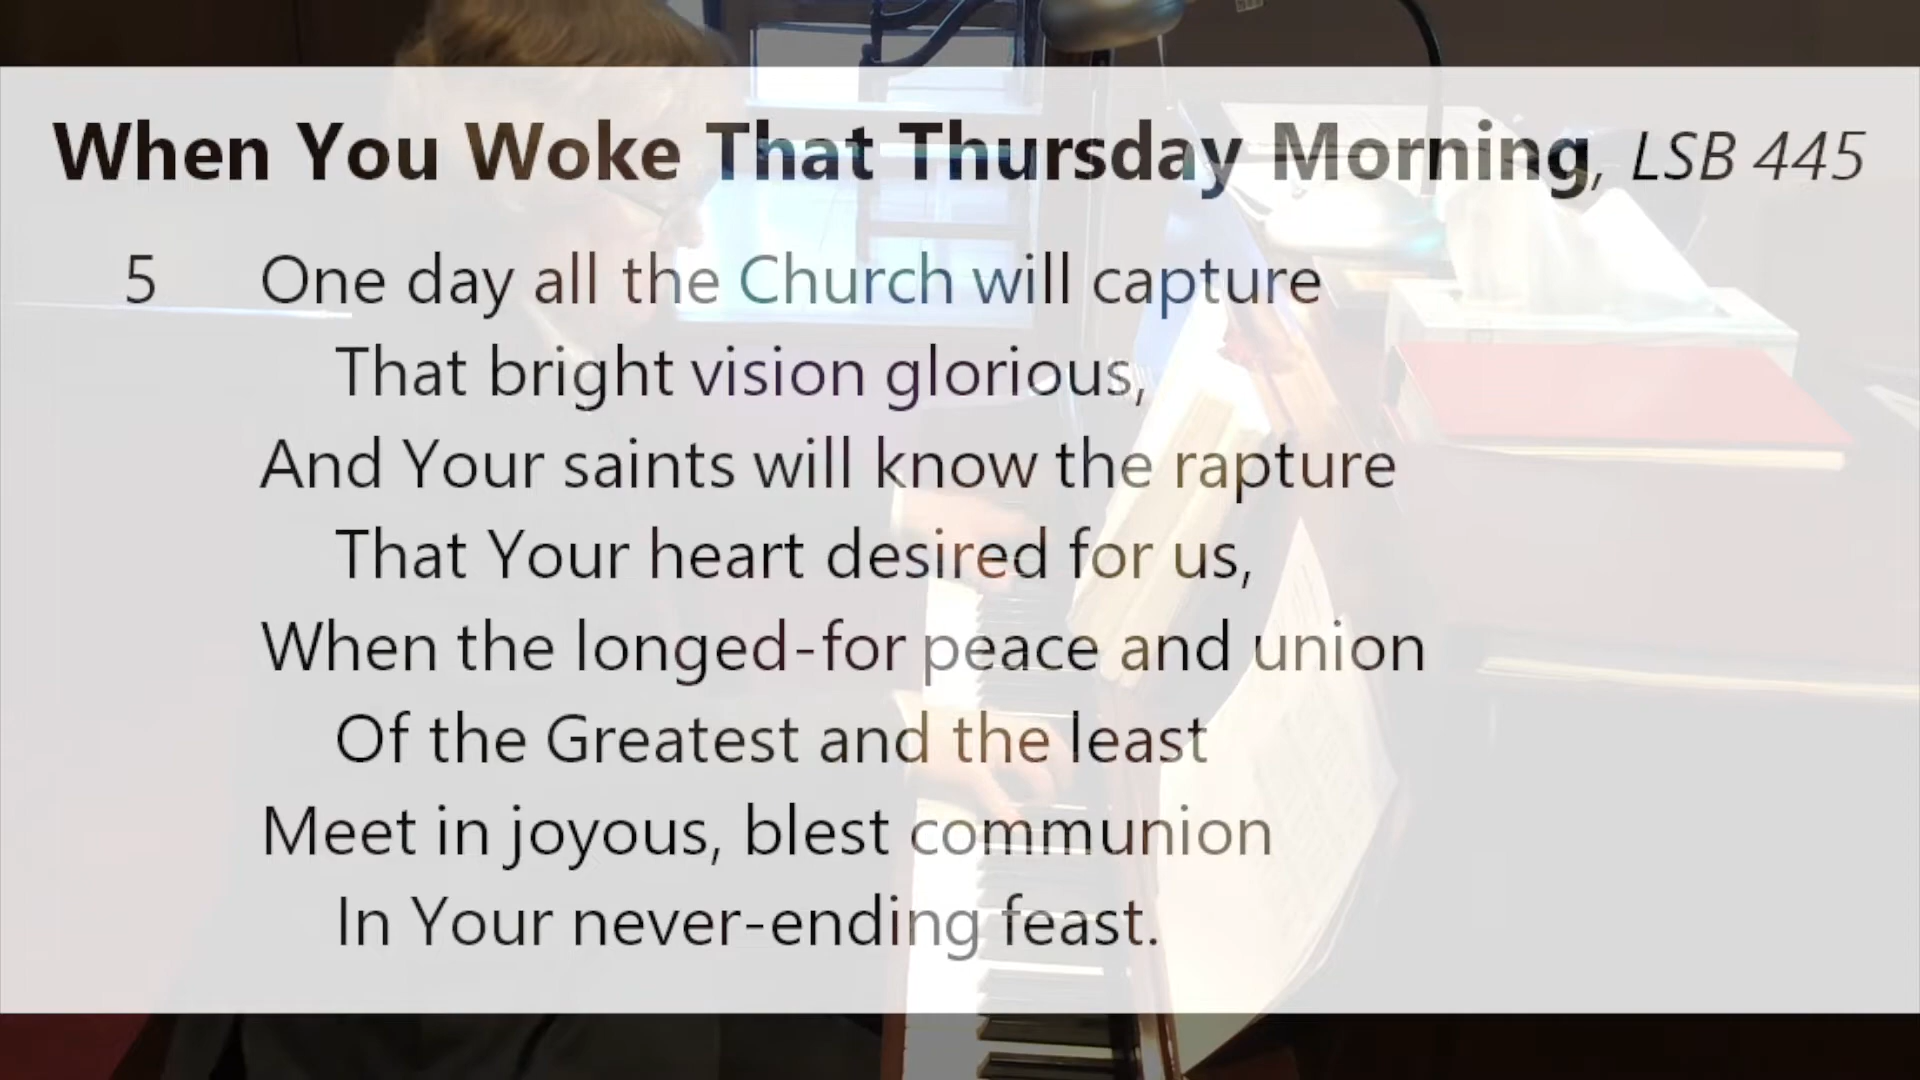 When You Woke That Thursday Morning, LSB 445
5 One day all the Church will capture
That bright vision glorious,
And Your saints will know the rapture
That Your heart desired for us,
When the longed-for peace and union
Of the Greatest and the least
Meet in joyous, blest communion
In Your never-ending feast.